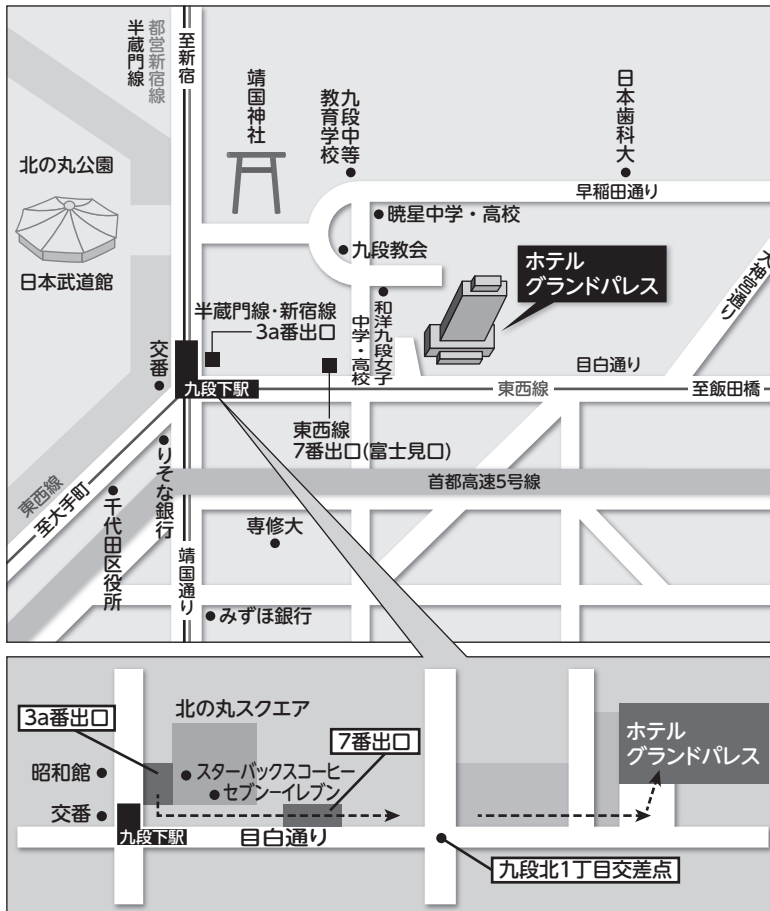 都営新宿線
半蔵門線
至新宿
靖国神社
九段中等
教育学校
日本歯科大
早稲田通り
北の丸公園
暁星中学・高校
九段教会
ホテル
グランドパレス
大神宮通り
日本武道館
半蔵門線・新宿線
3a番出口
和洋九段女子
中学・高校
目白通り
交番
九段下駅
東西線
至飯田橋
東西線
7番出口(富士見口)
りそな銀行
首都高速5号線
東西線
至大手町
千代田区役所
専修大
靖国通り
みずほ銀行
3a番出口
北の丸スクエア
7番出口
ホテル
グランドパレス
昭和館
スターバックスコーヒー
セブン−イレブン
交番
九段下駅
目白通り
九段北1丁目交差点